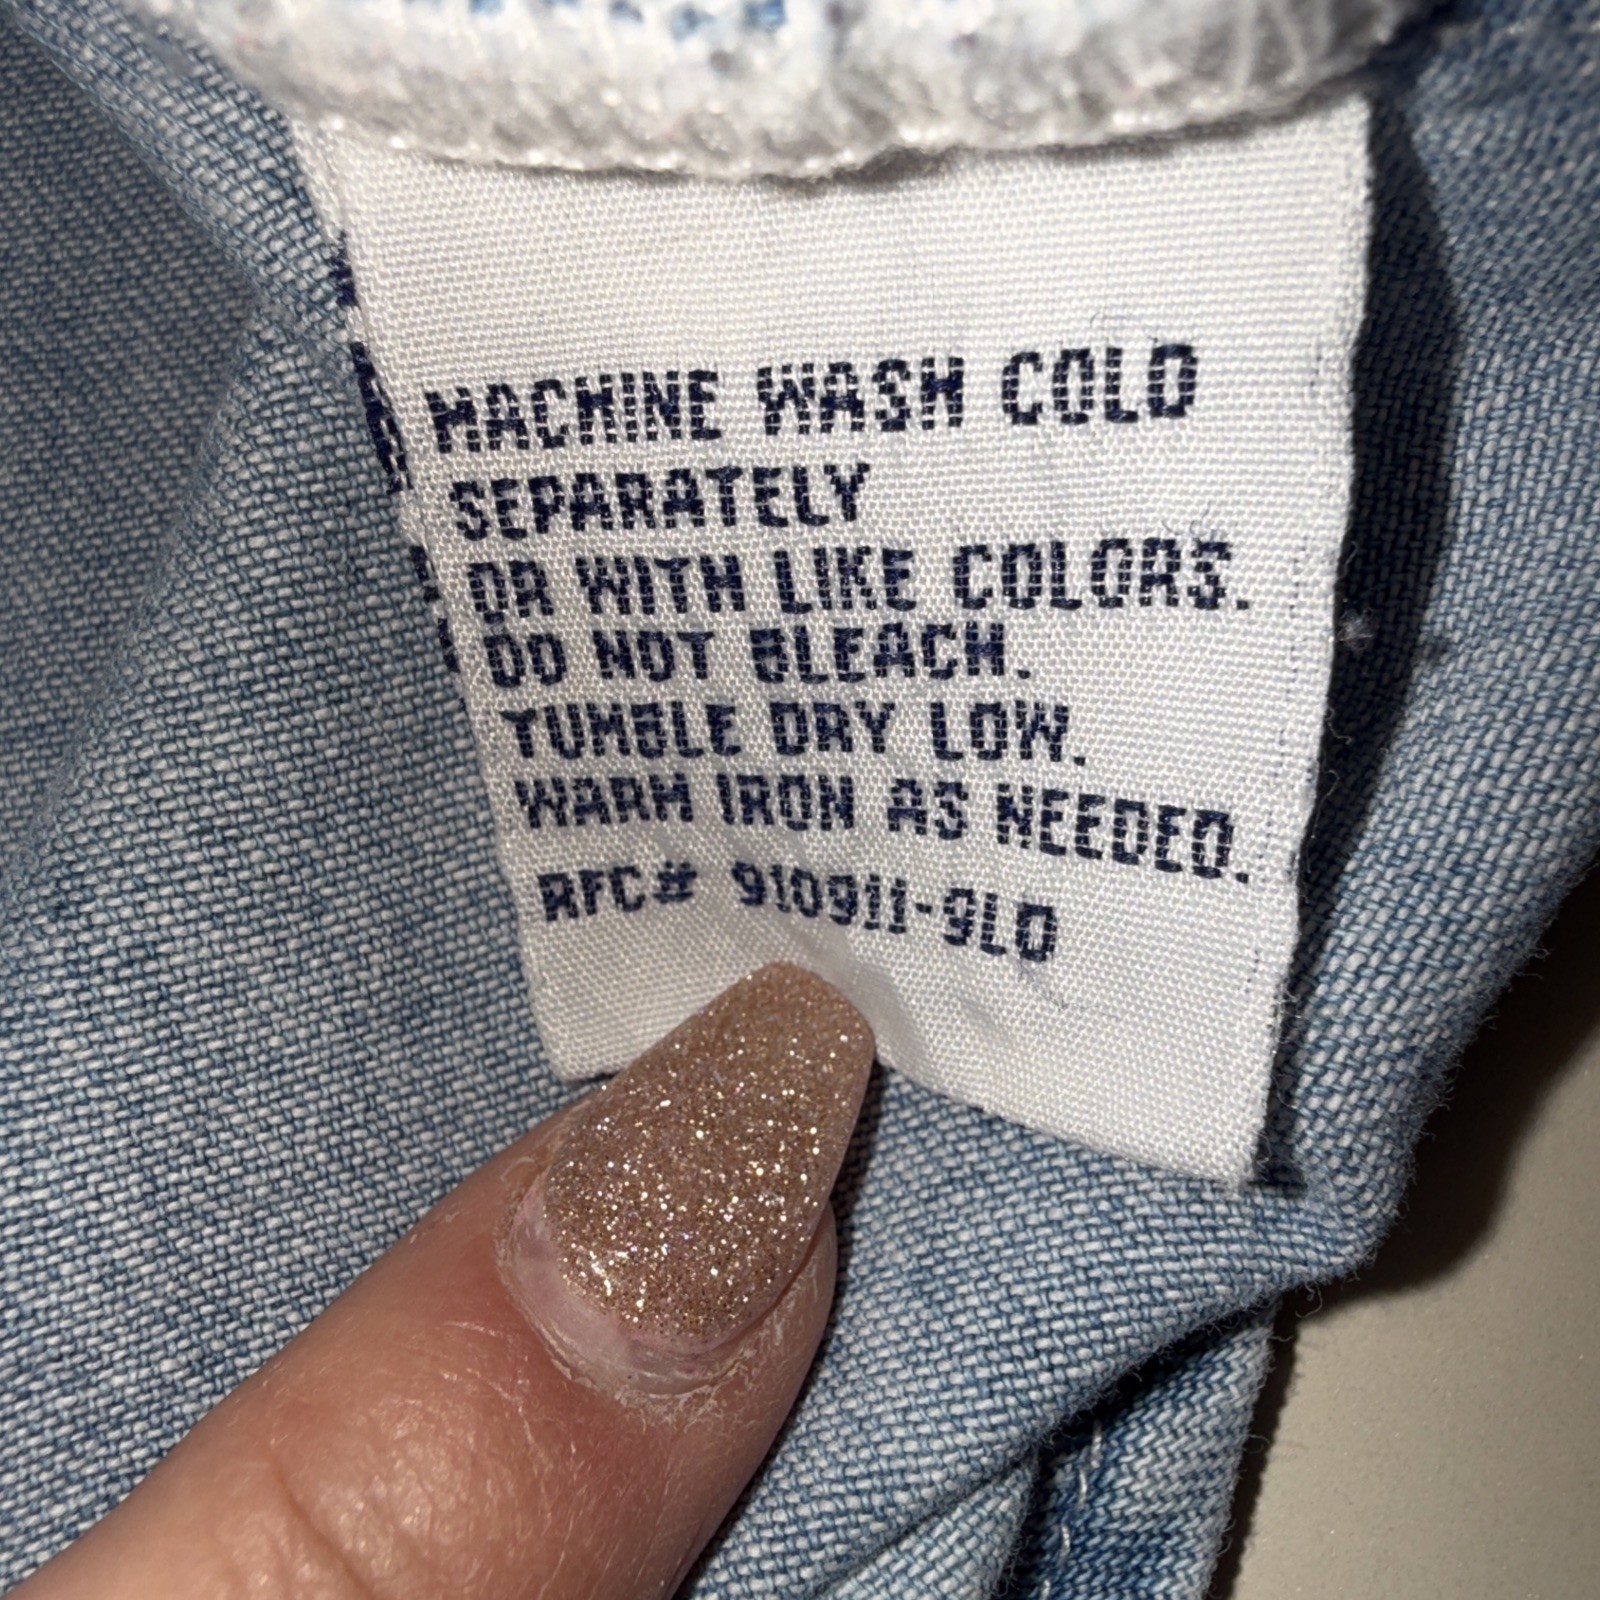 MACHINE WASH COLD
SEPARATELY
OR WITH LIKE COLORS.
DO NOT BLEACH.
TUMBLE DRY LOW.
WARM IRON AS NEEDED.
RFC# 910911-9LO